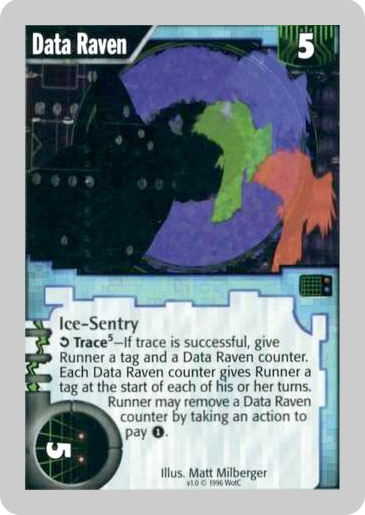 Data Raven
5
Ice-Sentry
Trace⁵–If trace is successful, give
Runner a tag and a Data Raven counter.
Each Data Raven counter gives Runner a
tag at the start of each of his or her turns.
Runner may remove a Data Raven
counter by taking an action to
pay ❶.
5
Illus. Matt Milberger
v1.0 © 1996 WotC